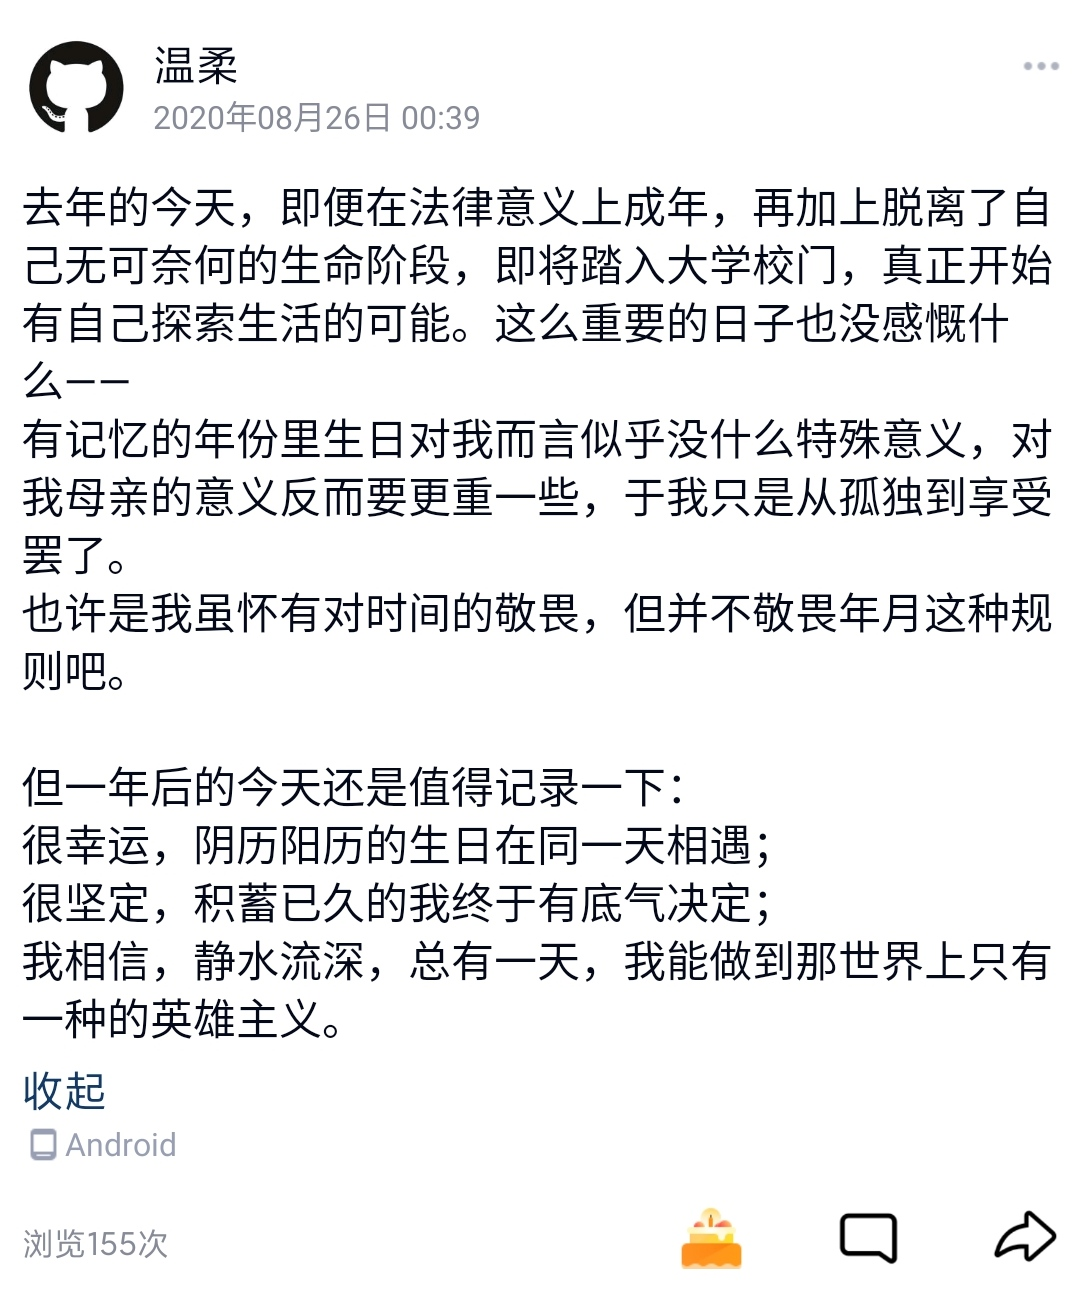 温柔
2020年08月26日 00:39
去年的今天，即便在法律意义上成年，再加上脱离了自
己无可奈何的生命阶段，即将踏入大学校门，真正开始
有自己探索生活的可能。这么重要的日子也没感慨什
么——
有记忆的年份里生日对我而言似乎没什么特殊意义，对
我母亲的意义反而要更重一些，于我只是从孤独到享受
罢了。
也许是我虽怀有对时间的敬畏，但并不敬畏年月这种规
则吧。
但一年后的今天还是值得记录一下：
很幸运，阴历阳历的生日在同一天相遇；
很坚定，积蓄已久的我终于有底气决定；
我相信，静水流深，总有一天，我能做到那世界上只有
一种的英雄主义。
收起
Android
浏览155次